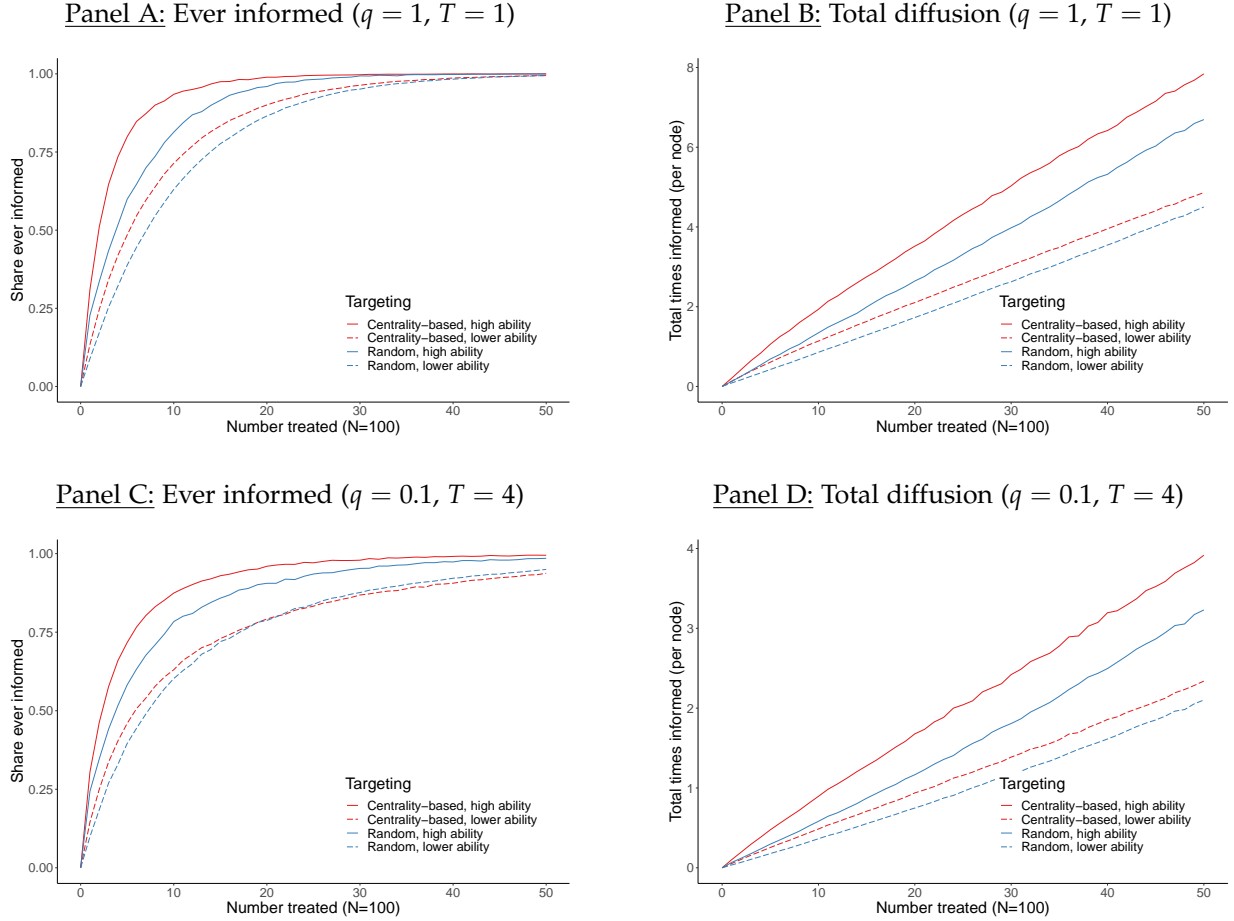 Panel A: Ever informed (q = 1, T = 1)
Share ever informed
1.00
0.75
0.50
0.25
0.00
Targeting
Centrality−based, high ability
Centrality−based, lower ability
Random, high ability
Random, lower ability
0 10 20 30 40 50
Number treated (N=100)
Panel B: Total diffusion (q = 1, T = 1)
Total times informed (per node)
8
6
4
2
0
Targeting
Centrality−based, high ability
Centrality−based, lower ability
Random, high ability
Random, lower ability
0 10 20 30 40 50
Number treated (N=100)
Panel C: Ever informed (q = 0.1, T = 4)
Share ever informed
1.00
0.75
0.50
0.25
0.00
Targeting
Centrality−based, high ability
Centrality−based, lower ability
Random, high ability
Random, lower ability
0 10 20 30 40 50
Number treated (N=100)
Panel D: Total diffusion (q = 0.1, T = 4)
Total times informed (per node)
4
3
2
1
0
Targeting
Centrality−based, high ability
Centrality−based, lower ability
Random, high ability
Random, lower ability
0 10 20 30 40 50
Number treated (N=100)